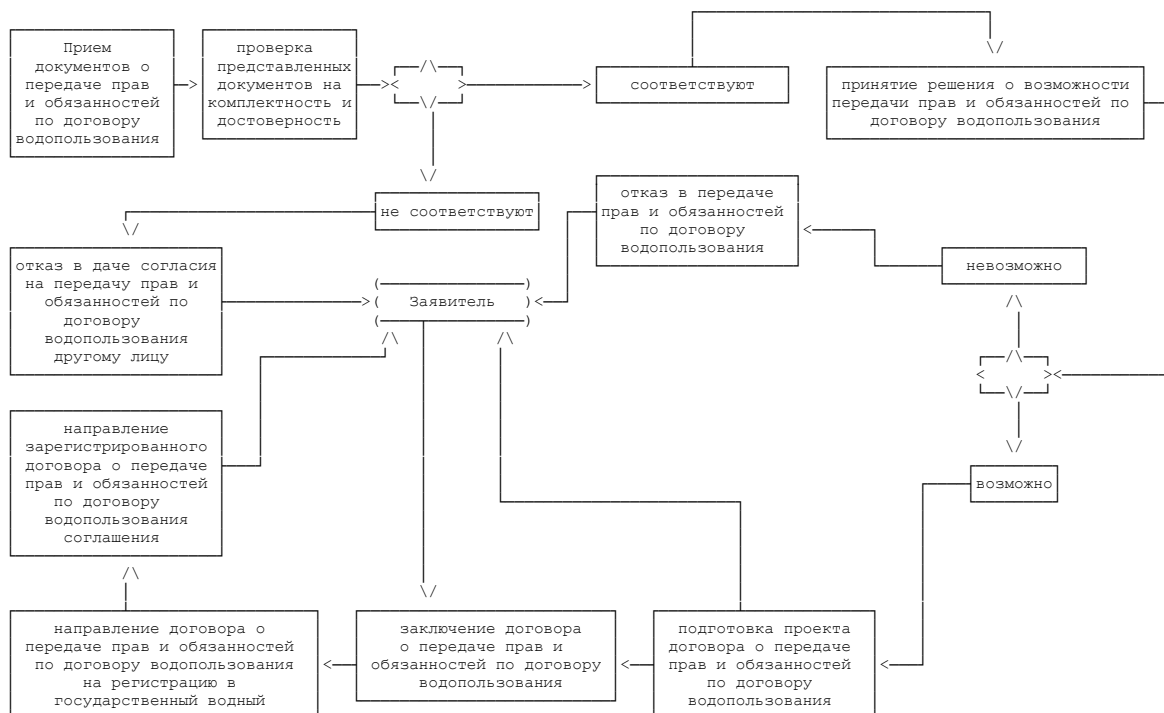 Прием
документов о
передаче прав
и обязанностей
по договору
водопользования
проверка
представленных
документов на
комплектность и
достоверность
соответствуют
принятие решения о возможности
передачи прав и обязанностей по
договору водопользования
не соответствуют
отказ в передаче
прав и обязанностей
по договору
водопользования
невозможно
отказ в даче согласия
на передачу прав и
обязанностей по
договору
водопользования
другому лицу
Заявитель
направление
зарегистрированного
договора о передаче
прав и обязанностей
по договору
водопользования
соглашения
возможно
направление договора о
передаче прав и обязанностей
по договору водопользования
на регистрацию в
государственный водный
заключение договора
о передаче прав и
обязанностей по договору
водопользования
подготовка проекта
договора о передаче
прав и обязанностей
по договору
водопользования